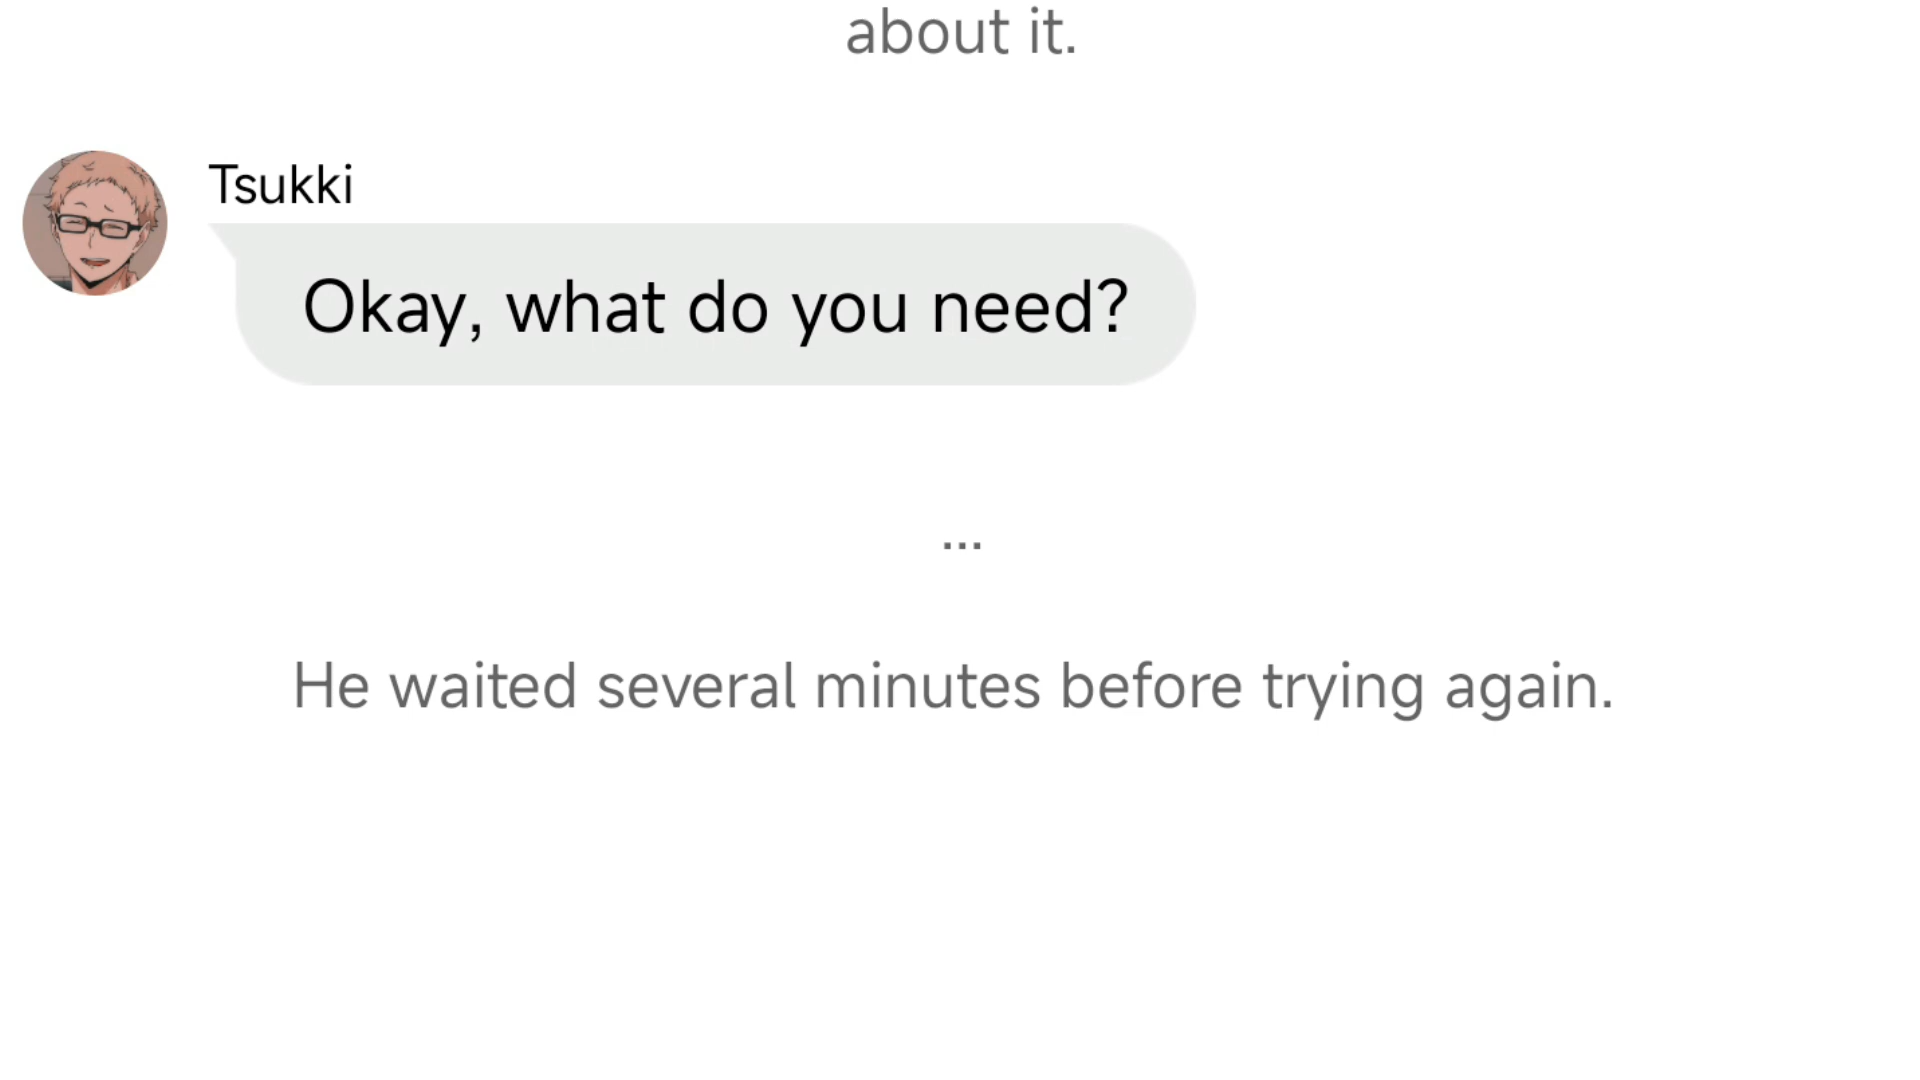 about it.
Tsukki
Okay, what do you need?
...
He waited several minutes before trying again.